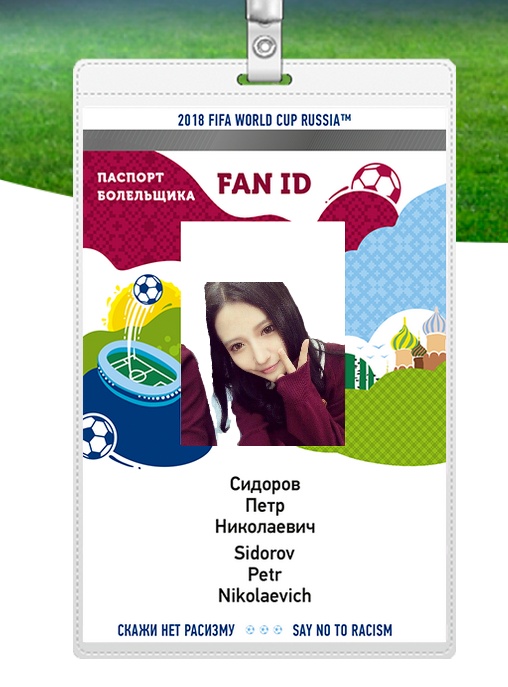 2018 FIFA WORLD CUP RUSSIA™
ПАСПОРТ
БОЛЕЛЬЩИКА
FAN ID
Сидоров
Петр
Николаевич
Sidorov
Petr
Nikolaevich
СКАЖИ НЕТ РАСИЗМУ
SAY NO TO RACISM